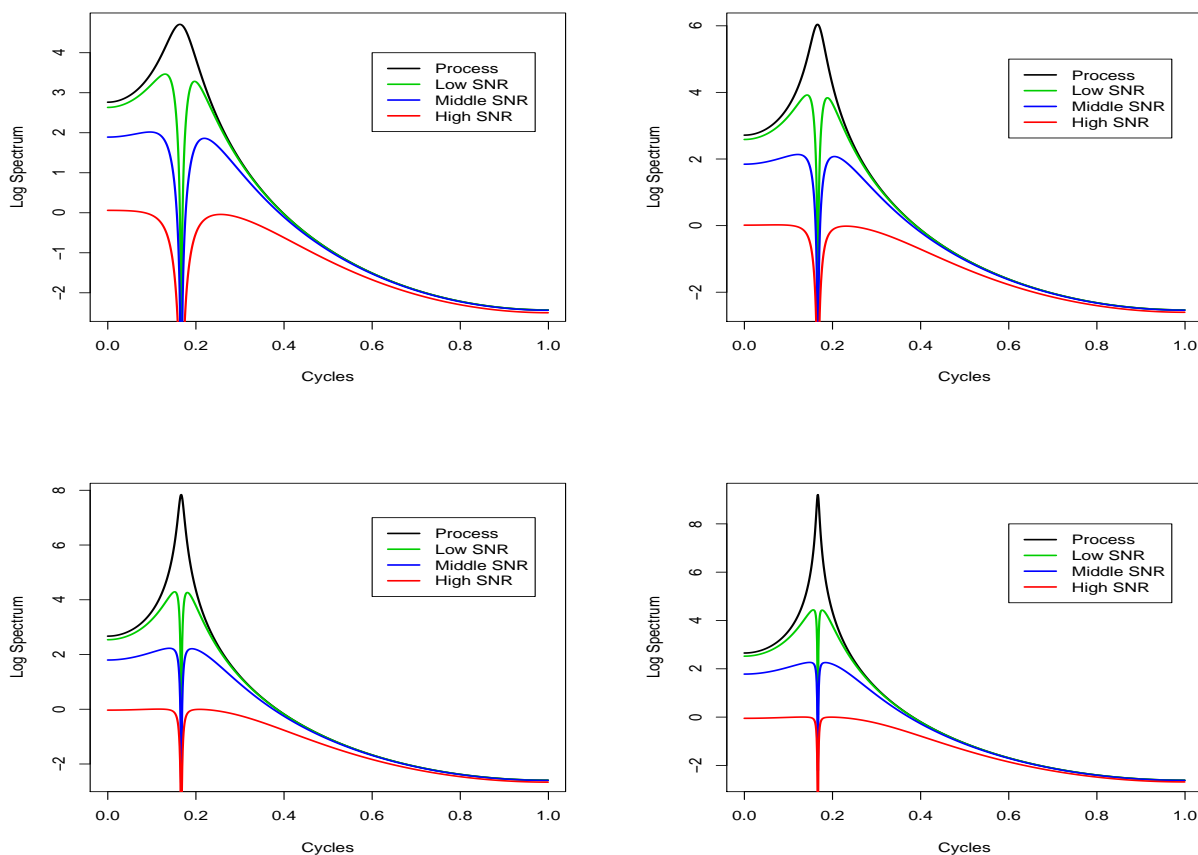 4
3
2
1
0
−1
−2
Log Spectrum
Process
Low SNR
Middle SNR
High SNR
0.0 0.2 0.4 0.6 0.8 1.0
Cycles
6
4
2
0
−2
Log Spectrum
Process
Low SNR
Middle SNR
High SNR
0.0 0.2 0.4 0.6 0.8 1.0
Cycles
8
6
4
2
0
−2
Log Spectrum
Process
Low SNR
Middle SNR
High SNR
0.0 0.2 0.4 0.6 0.8 1.0
Cycles
8
6
4
2
0
−2
Log Spectrum
Process
Low SNR
Middle SNR
High SNR
0.0 0.2 0.4 0.6 0.8 1.0
Cycles